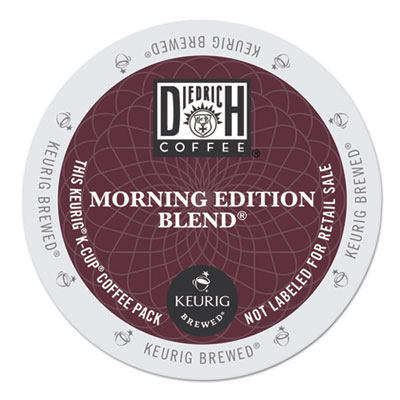 KEURIG BREWED®
DIEDRICH
COFFEE®
MORNING EDITION
BLEND®
THIS KEURIG® K-CUP® COFFEE PACK
NOT LABELED FOR RETAIL SALE
KEURIG
BREWED®
KEURIG BREWED®
KEURIG BREWED®
KEURIG BREWED®